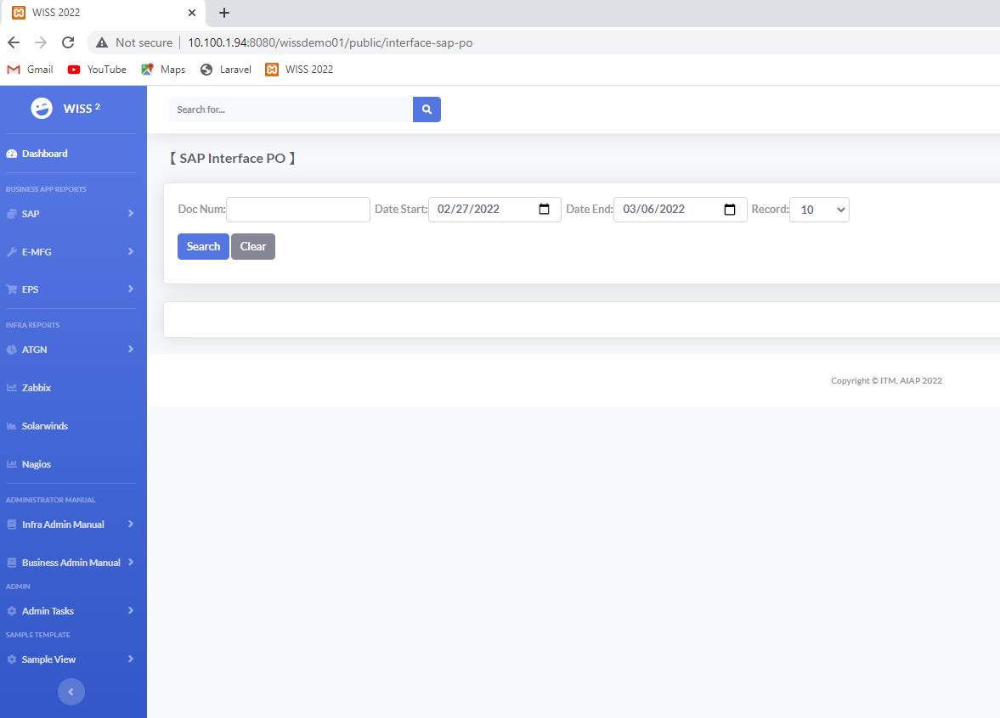 WISS 2022
Not secure | 10.100.1.94:8080/wissdemo01/public/interface-sap-po
Gmail YouTube Maps Laravel WISS 2022
WISS 2
Search for...
Dashboard
【 SAP Interface PO 】
BUSINESS APP REPORTS
SAP
E-MFG
EPS
Doc Num: Date Start: 02/27/2022 Date End: 03/06/2022 Record: 10
Search Clear
INFRA REPORTS
ATGN
Zabbix
Solarwinds
Nagios
Copyright © ITM, AIAP 2022
ADMINISTRATOR MANUAL
Infra Admin Manual
Business Admin Manual
ADMIN
Admin Tasks
SAMPLE TEMPLATE
Sample View